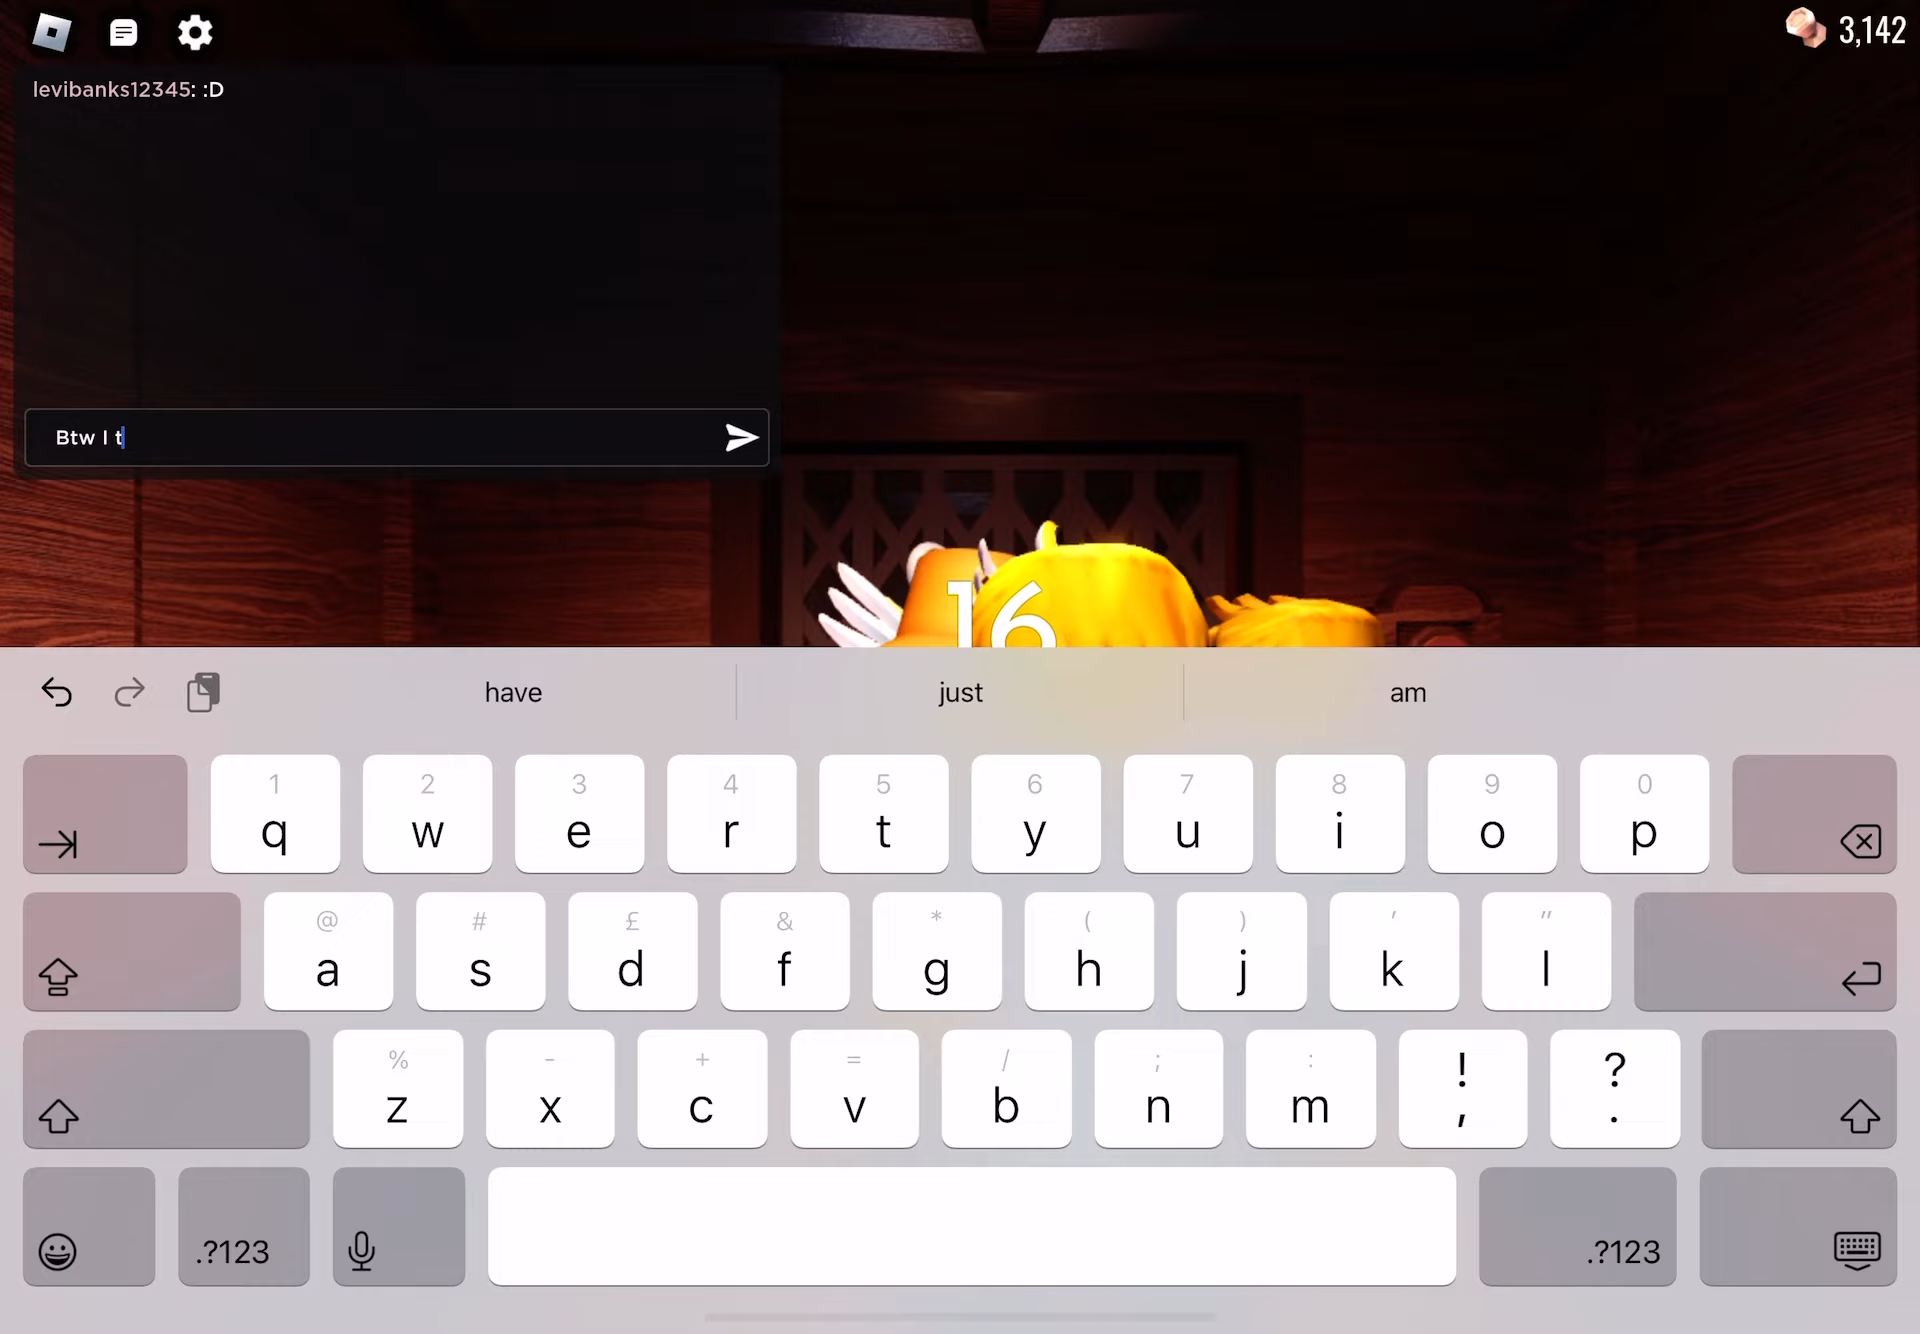 3,142
levibanks12345: :D
Btw I t
16
have just am
1 2 3 4 5 6 7 8 9 0
q w e r t y u i o p
@ # £ & * ( ) ' "
a s d f g h j k l
% - + = / ; : ! ?
z x c v b n m , .
.?123 .?123